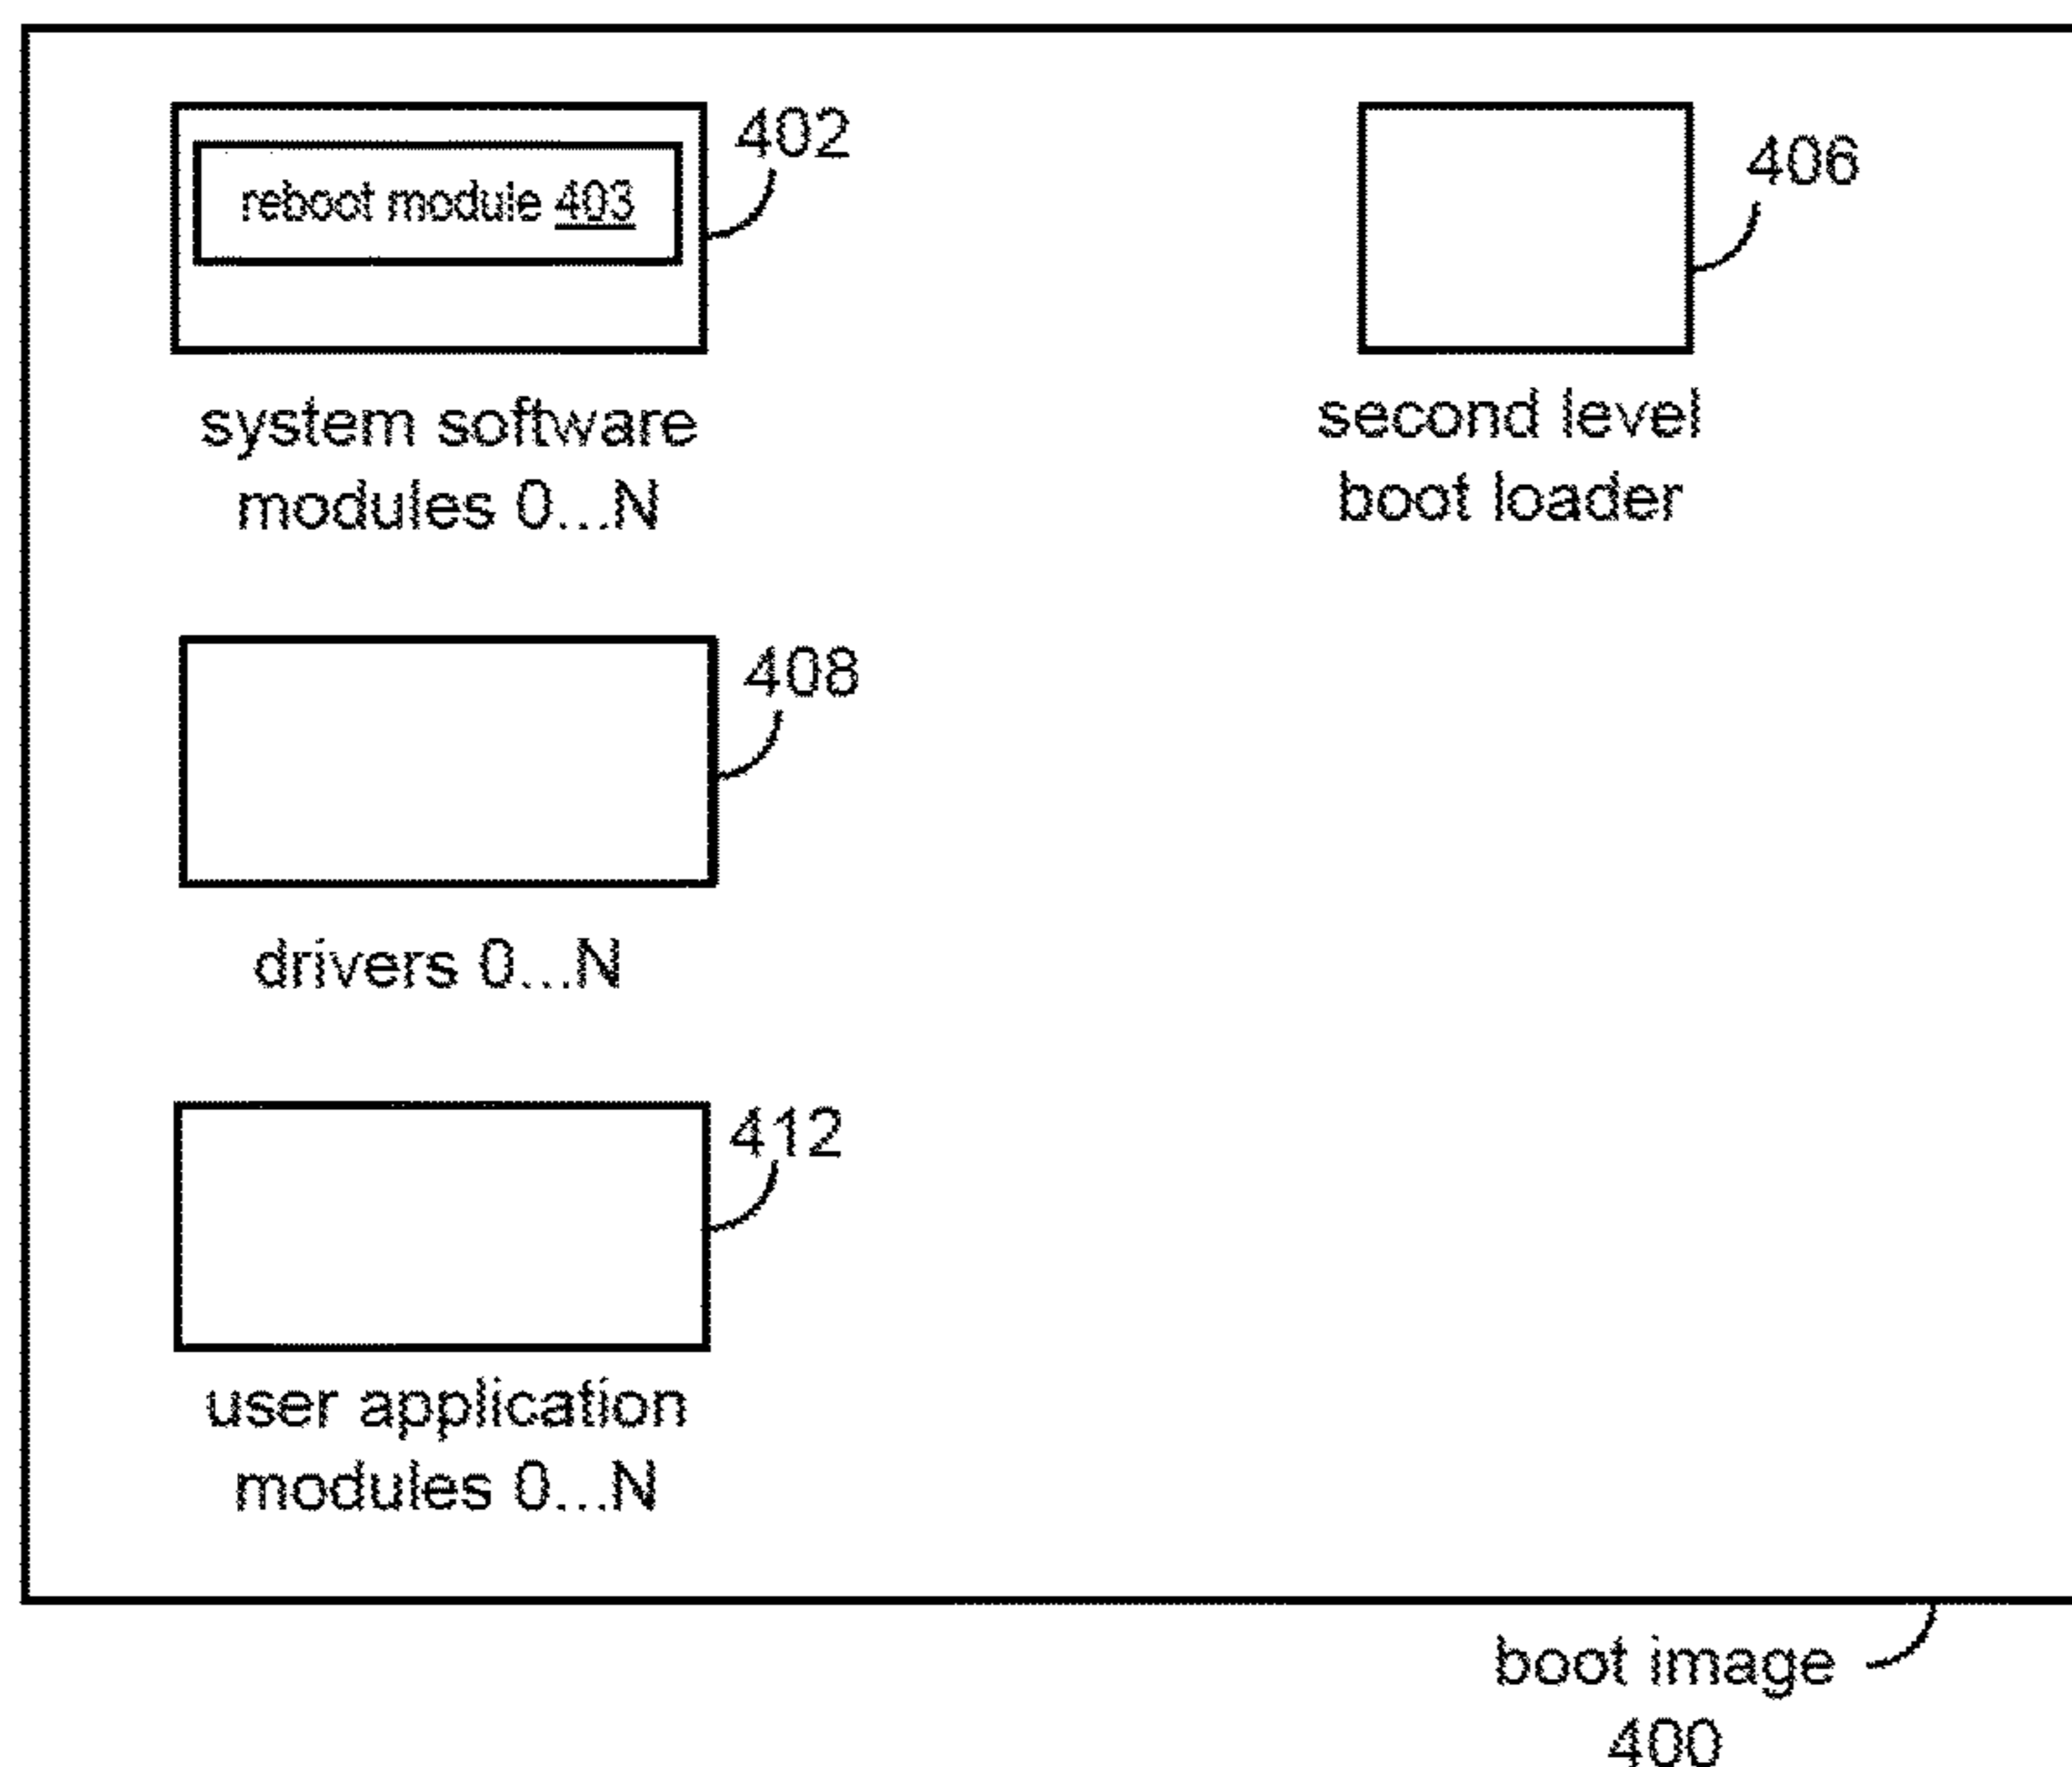 reboot module 403
402
system software
modules 0...N
406
second level
boot loader
408
drivers 0...N
412
user application
modules 0...N
boot image
400